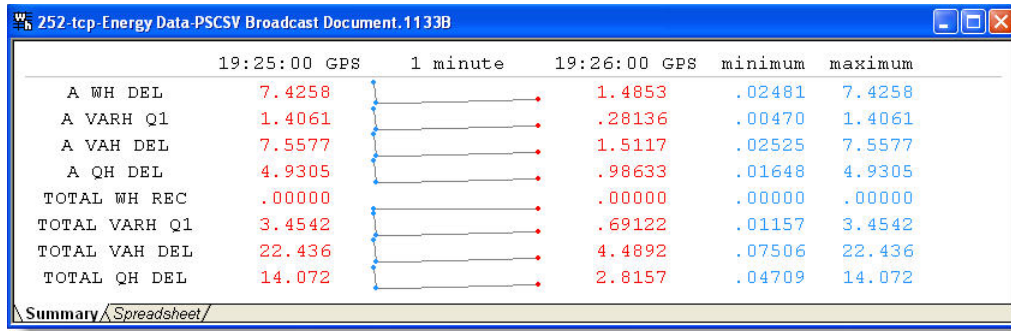 252-tcp-Energy Data-PSCSV Broadcast Document.1133B
19:25:00 GPS 1 minute 19:26:00 GPS minimum maximum
A WH DEL 7.4258 1.4853 .02481 7.4258
A VARH Q1 1.4061 .28136 .00470 1.4061
A VAH DEL 7.5577 1.5117 .02525 7.5577
A QH DEL 4.9305 .98633 .01648 4.9305
TOTAL WH REC .00000 .00000 .00000 .00000
TOTAL VARH Q1 3.4542 .69122 .01157 3.4542
TOTAL VAH DEL 22.436 4.4892 .07506 22.436
TOTAL QH DEL 14.072 2.8157 .04709 14.072
Summary Spreadsheet